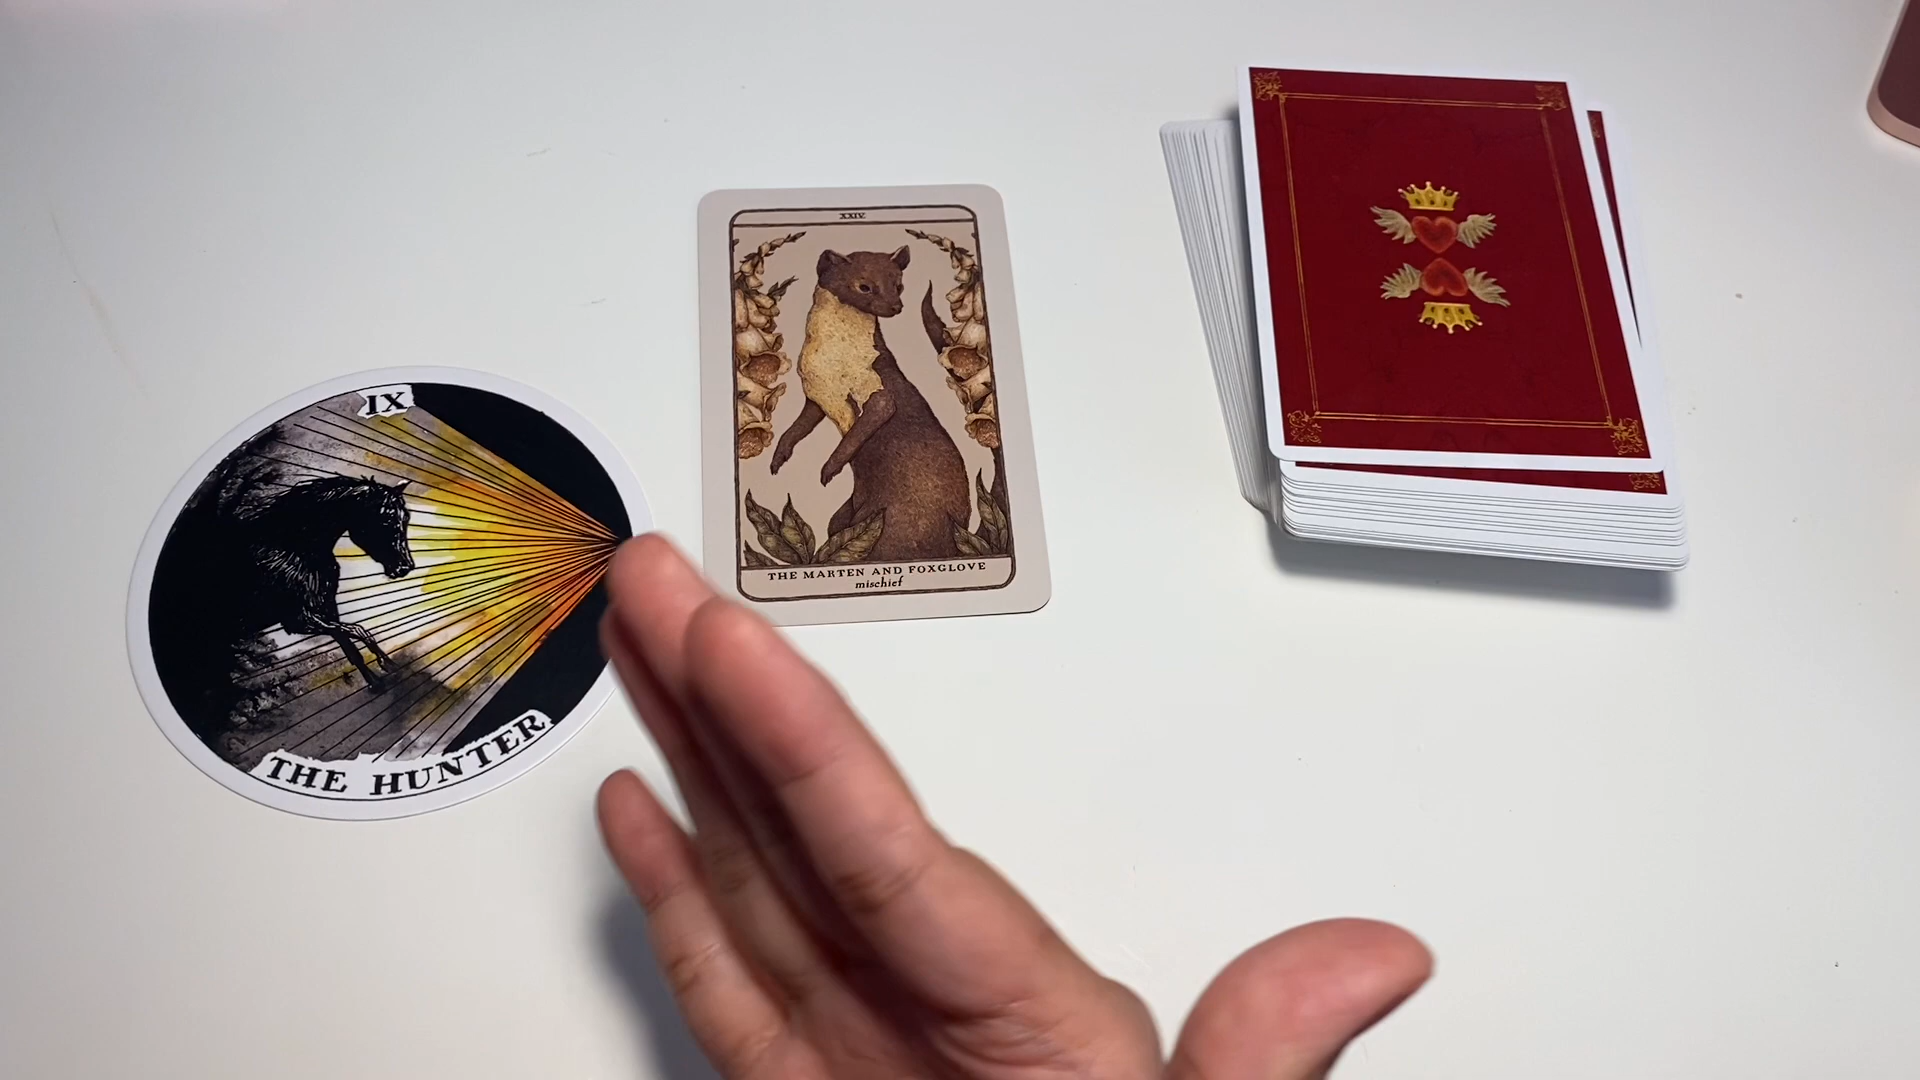 IX
THE HUNTER
XXIV.
THE MARTEN AND FOXGLOVE
mischief